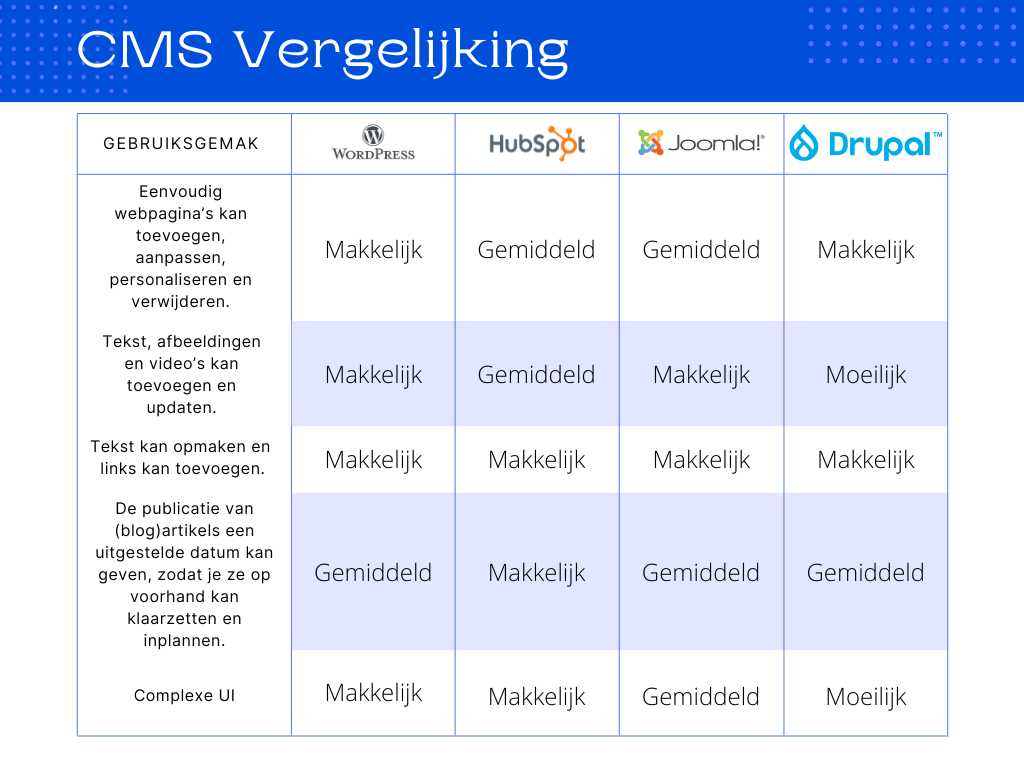 CMS Vergelijking
GEBRUIKSGEMAK
WORDPRESS
HubSpot
Joomla!®
Drupal™
Eenvoudig
webpagina’s kan
toevoegen,
aanpassen,
personaliseren en
verwijderen.
Makkelijk
Gemiddeld
Gemiddeld
Makkelijk
Tekst, afbeeldingen
en video’s kan
toevoegen en
updaten.
Makkelijk
Gemiddeld
Makkelijk
Moeilijk
Tekst kan opmaken en
links kan toevoegen.
Makkelijk
Makkelijk
Makkelijk
Makkelijk
De publicatie van
(blog)artikels een
uitgestelde datum kan
geven, zodat je ze op
voorhand kan
klaarzetten en
inplannen.
Gemiddeld
Makkelijk
Gemiddeld
Gemiddeld
Complexe UI
Makkelijk
Makkelijk
Gemiddeld
Moeilijk